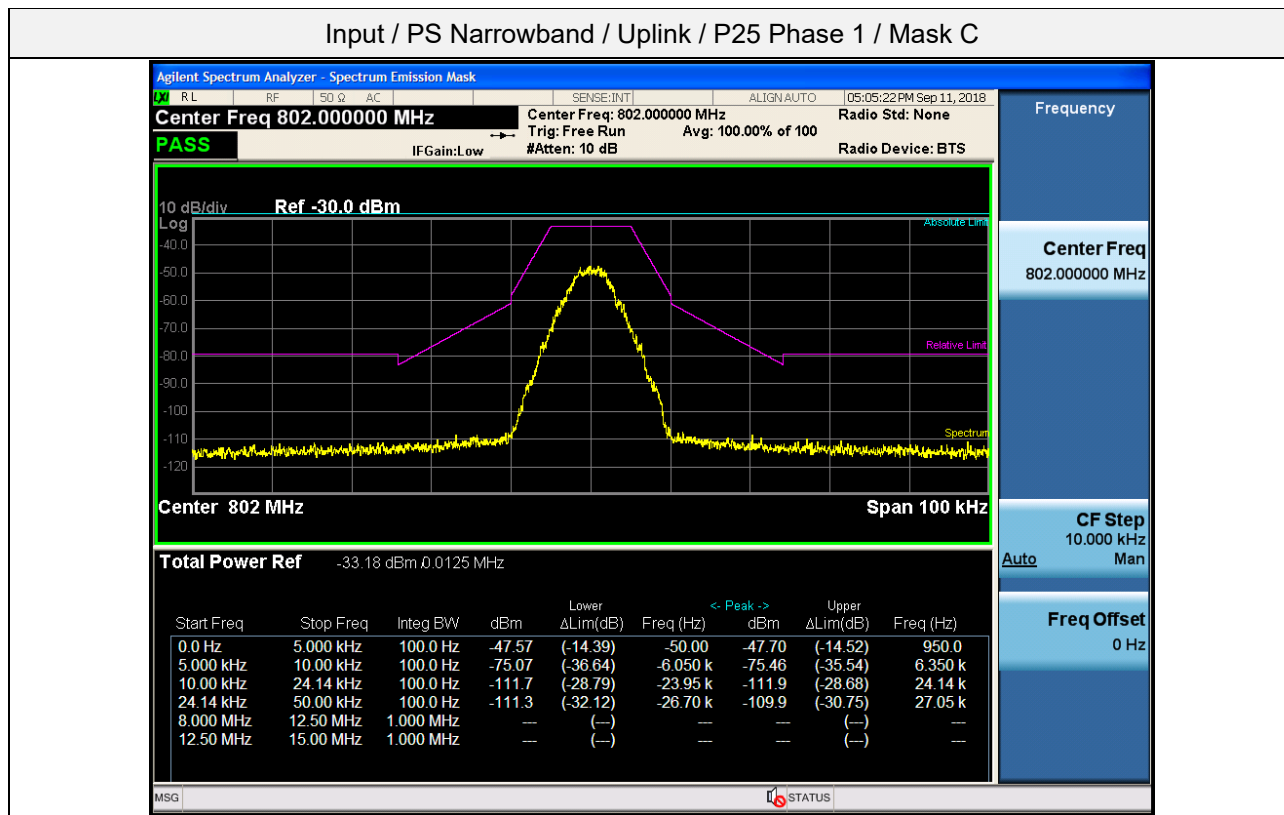 Input / PS Narrowband / Uplink / P25 Phase 1 / Mask C
Agilent Spectrum Analyzer - Spectrum Emission Mask
LXI RL RF 50 Ω AC SENSE:INT ALIGN AUTO 05:05:22 PM Sep 11, 2018
Center Freq 802.000000 MHz
Center Freq: 802.000000 MHz Radio Std: None
Trig: Free Run Avg: 100.00% of 100
PASS IFGain:Low #Atten: 10 dB Radio Device: BTS
10 dB/div Ref -30.0 dBm
Log
Absolute Limit
-40.0
-50.0
-60.0
-70.0
Relative Limit
-80.0
-90.0
-100
Spectrum
-110
-120
Center 802 MHz Span 100 kHz
Total Power Ref -33.18 dBm / 0.0125 MHz
Lower <- Peak -> Upper
Start Freq Stop Freq Integ BW dBm ΔLim(dB) Freq (Hz) dBm ΔLim(dB) Freq (Hz)
0.0 Hz 5.000 kHz 100.0 Hz -47.57 (-14.39) -50.00 -47.70 (-14.52) 950.0
5.000 kHz 10.00 kHz 100.0 Hz -75.07 (-36.64) -6.050 k -75.46 (-35.54) 6.350 k
10.00 kHz 24.14 kHz 100.0 Hz -111.7 (-28.79) -23.95 k -111.9 (-28.68) 24.14 k
24.14 kHz 50.00 kHz 100.0 Hz -111.3 (-32.12) -26.70 k -109.9 (-30.75) 27.05 k
8.000 MHz 12.50 MHz 1.000 MHz --- (---) --- --- (---) ---
12.50 MHz 15.00 MHz 1.000 MHz --- (---) --- --- (---) ---
MSG STATUS
Frequency
Center Freq
802.000000 MHz
CF Step
10.000 kHz
Auto Man
Freq Offset
0 Hz